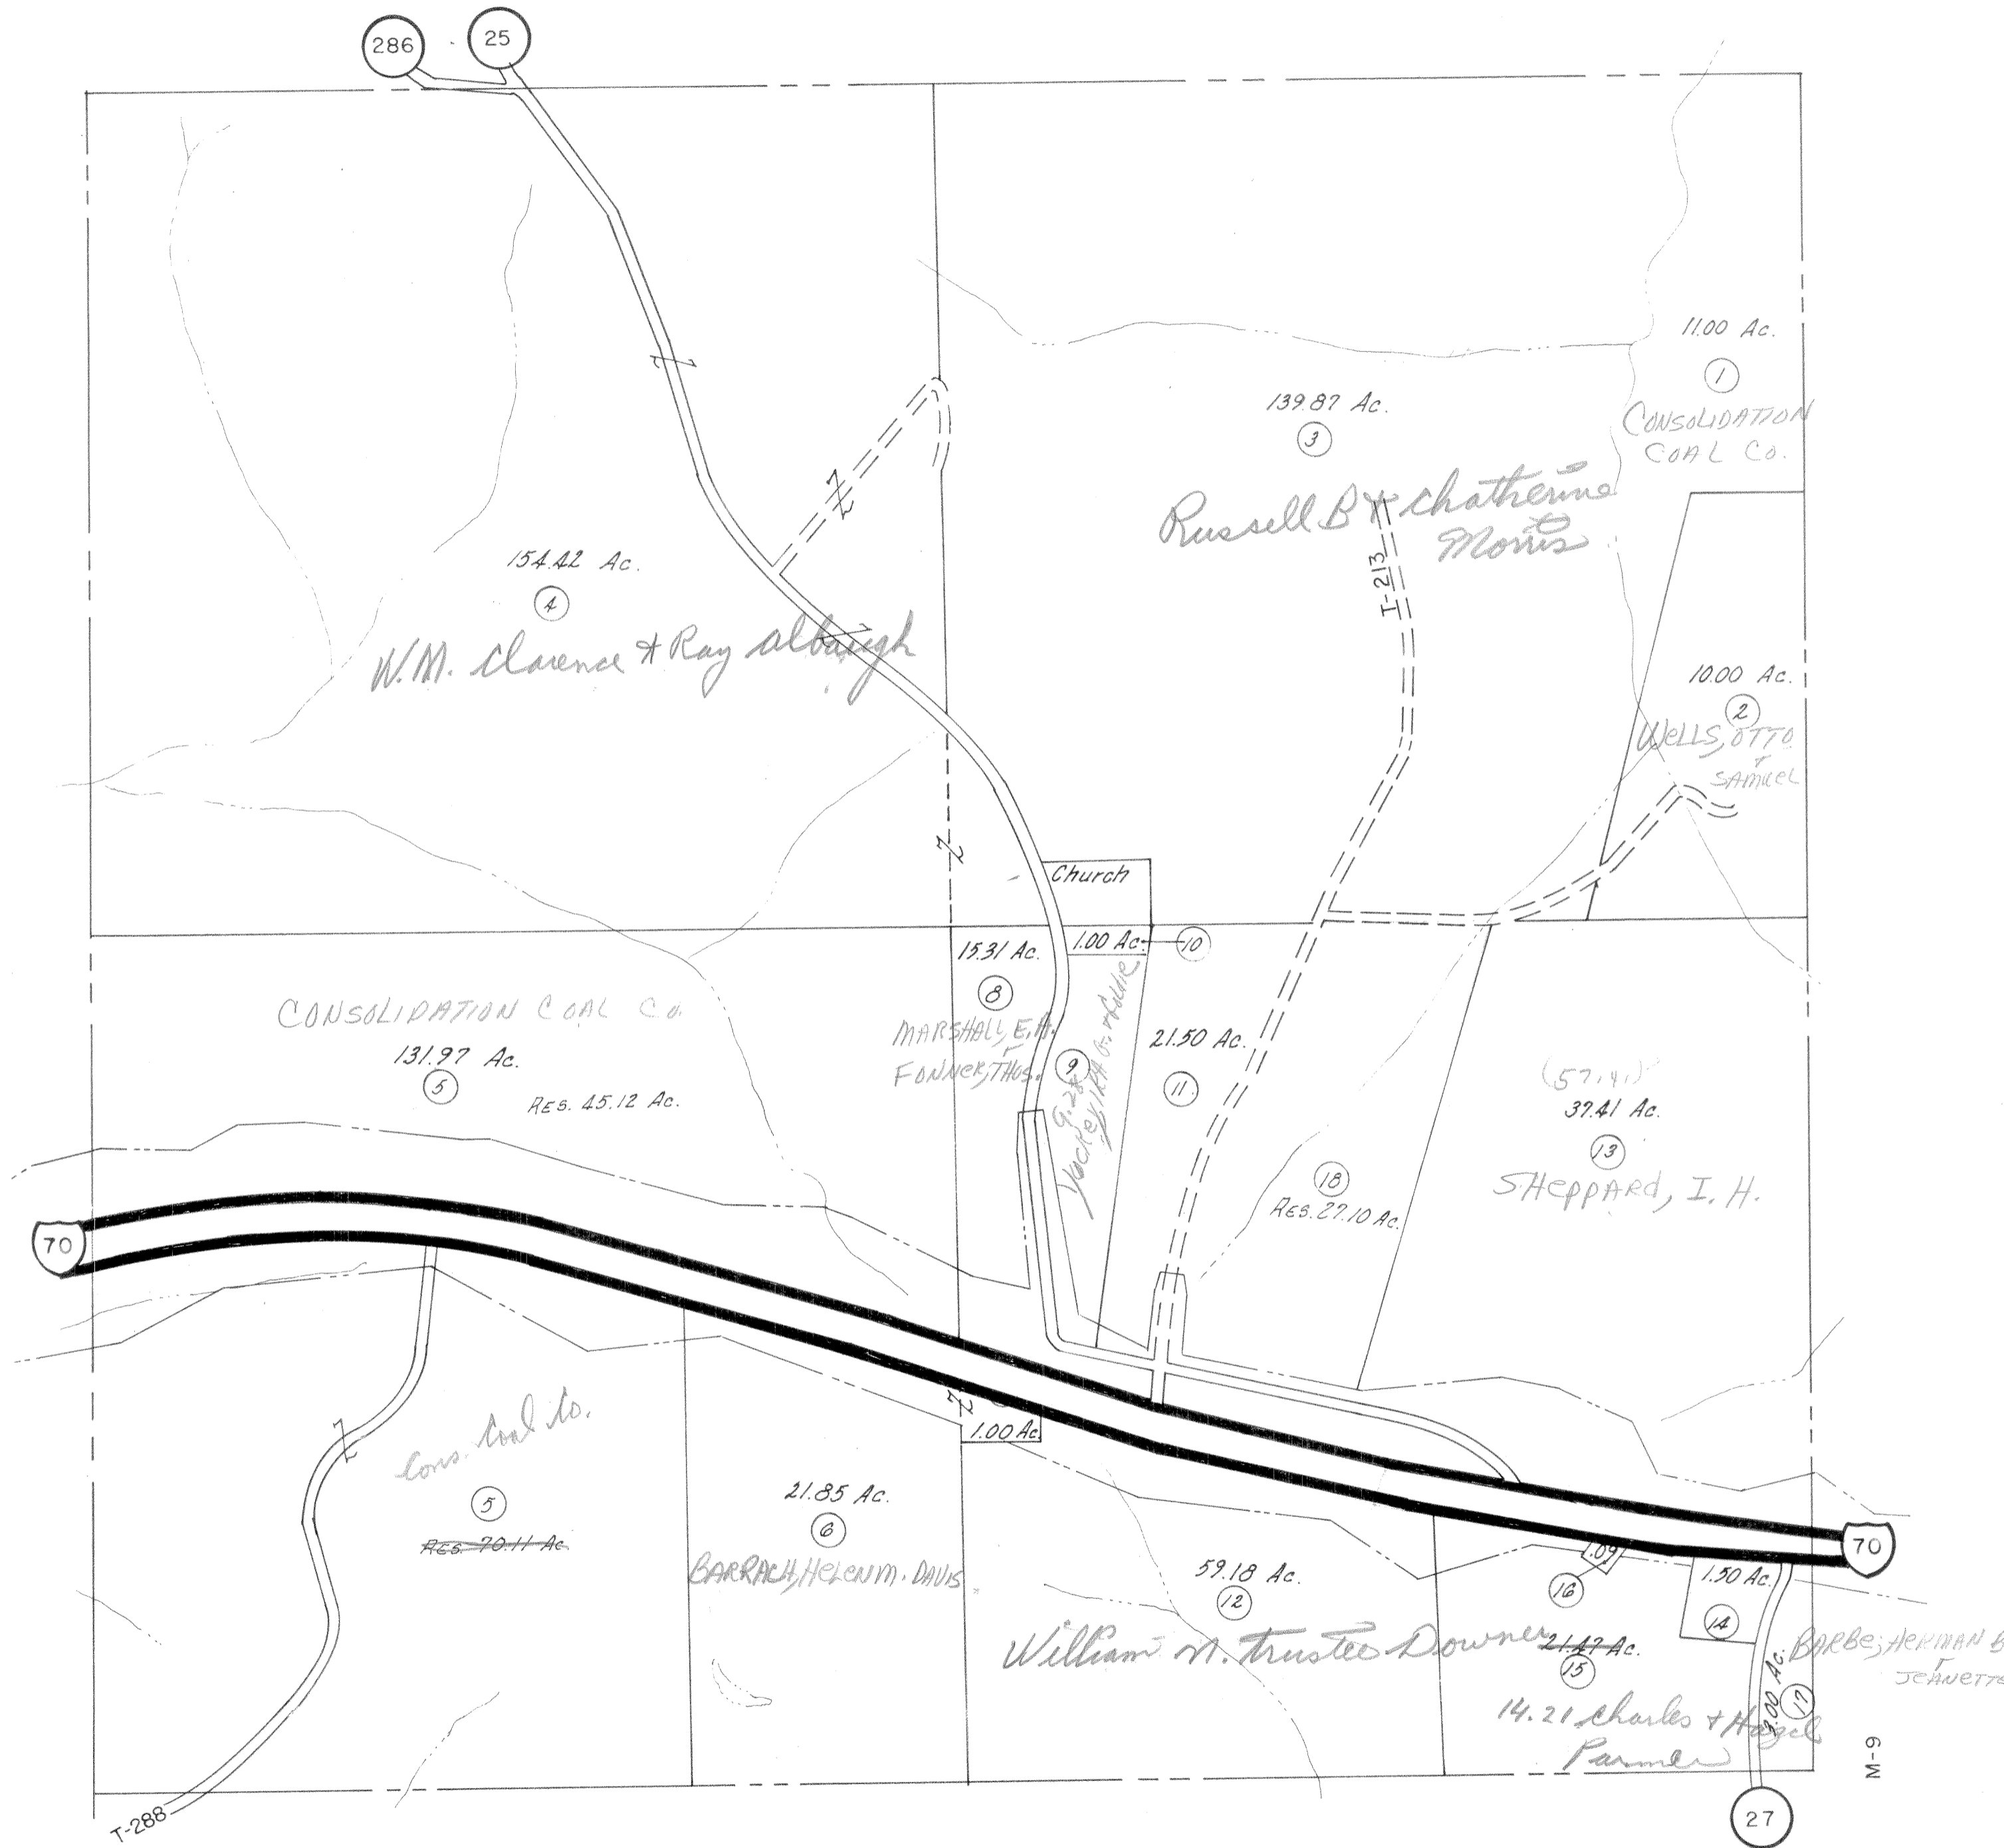 286
25
11.00 Ac.
1
CONSOLIDATION
COAL CO.
139.87 Ac.
3
Russell B & Chatherine
Morris
T-213
154.42 Ac.
4
W.M. Clarence & Ray Albaugh
10.00 Ac.
2
WELLS, OTTO
&
SAMUEL
Church
15.31 Ac.
8
MARSHALL, E.A.
&
FONNER, THOS.
1.00 Ac.
10
9
9.28
21.50 Ac.
11
CONSOLIDATION COAL CO.
131.97 Ac.
5
RES. 45.12 Ac.
(57.41)
37.41 Ac.
13
SHEPPARD, I. H.
18
RES. 27.10 Ac.
70
Cons. Coal Co.
5
RES. 70.11 Ac.
21.85 Ac.
6
BARRACH, HELEN M. DAVIS
1.00 Ac.
59.18 Ac.
12
William N. Trustee Downer
1.09
16
21.47 Ac.
15
14.21 Charles & Hazel
Parmer
1.50 Ac.
14
70
BARBE, HERMAN B
&
JEANETTE
3.00 Ac.
17
M-9
T-288
27